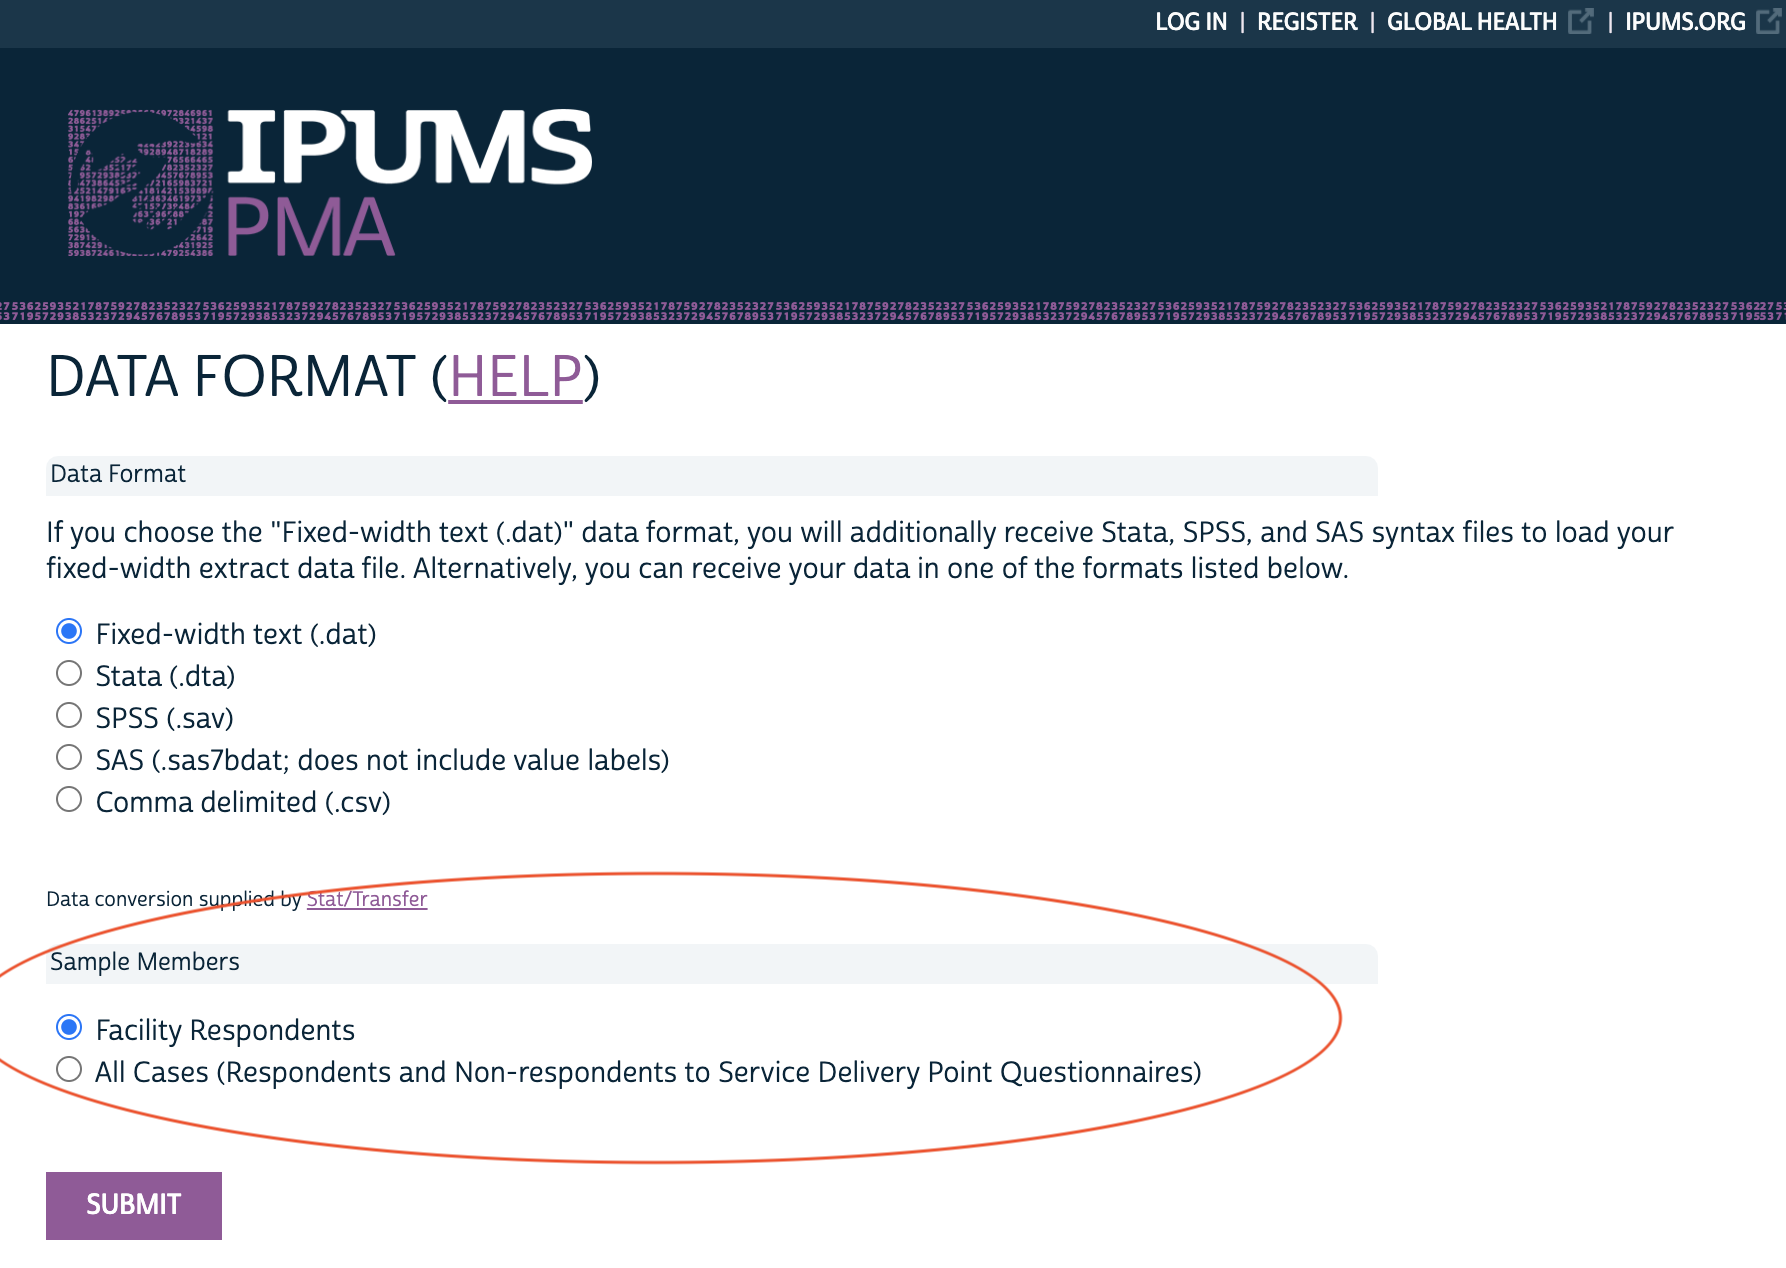 LOG IN | REGISTER | GLOBAL HEALTH | IPUMS.ORG
IPUMS
PMA
DATA FORMAT (HELP)
Data Format
If you choose the "Fixed-width text (.dat)" data format, you will additionally receive Stata, SPSS, and SAS syntax files to load your
fixed-width extract data file. Alternatively, you can receive your data in one of the formats listed below.
Fixed-width text (.dat)
Stata (.dta)
SPSS (.sav)
SAS (.sas7bdat; does not include value labels)
Comma delimited (.csv)
Data conversion supplied by Stat/Transfer
Sample Members
Facility Respondents
All Cases (Respondents and Non-respondents to Service Delivery Point Questionnaires)
SUBMIT